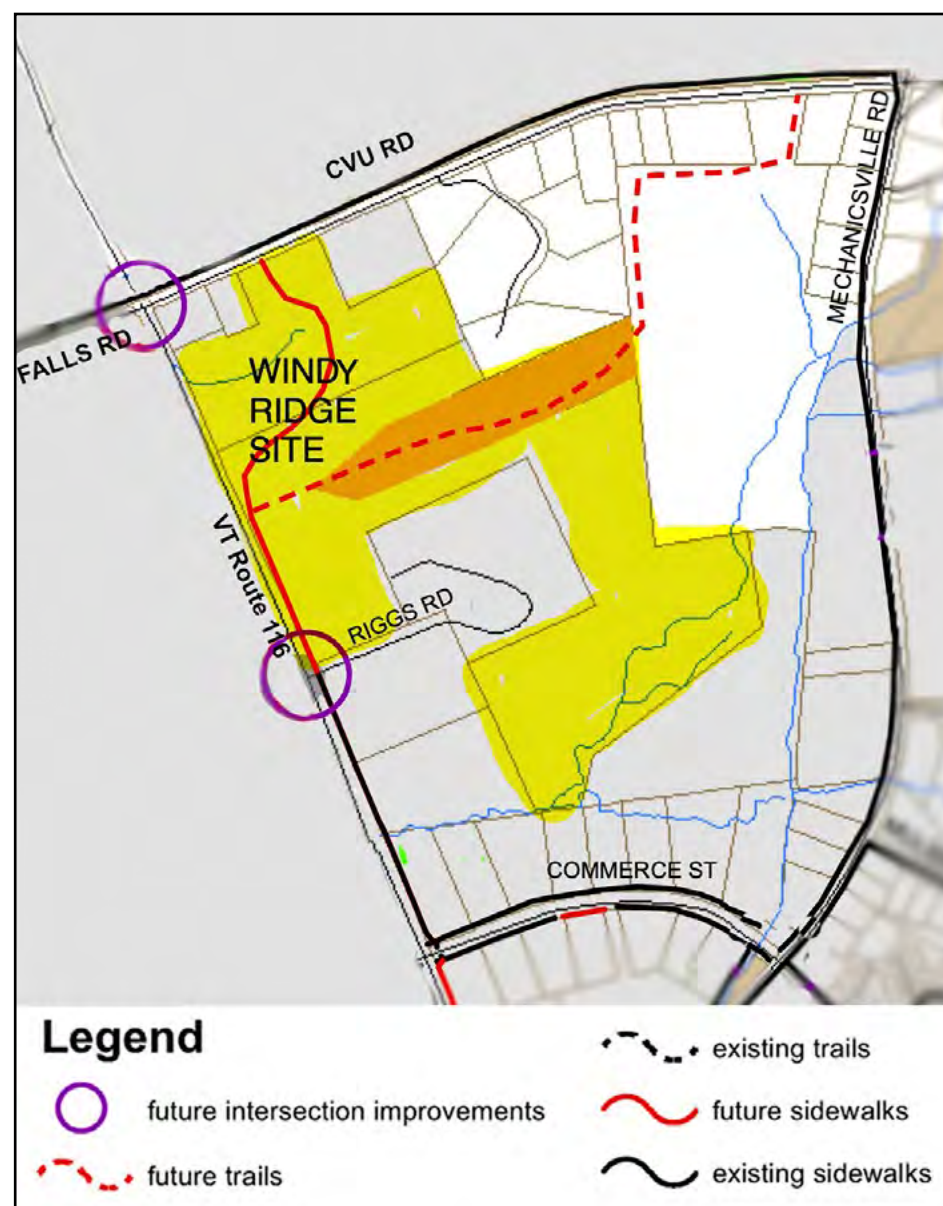 CVU RD
MECHANICSVILLE RD
FALLS RD
WINDY
RIDGE
SITE
VT Route 116
RIGGS RD
COMMERCE ST
Legend
future intersection improvements
future trails
existing trails
future sidewalks
existing sidewalks